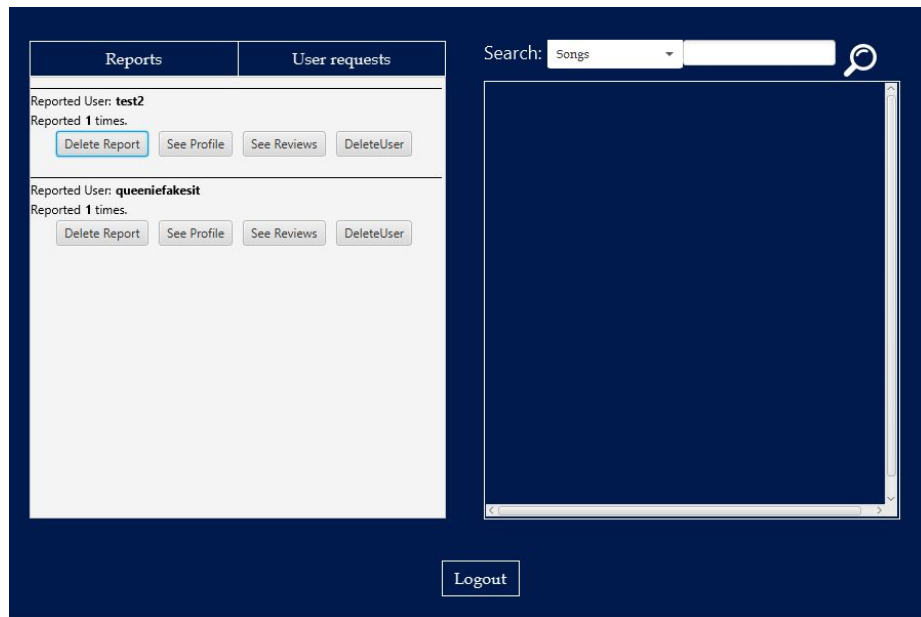 Reports User requests
Reported User: test2
Reported 1 times.
Delete Report See Profile See Reviews DeleteUser
Reported User: queeniefakesit
Reported 1 times.
Delete Report See Profile See Reviews DeleteUser
Search: Songs
Logout